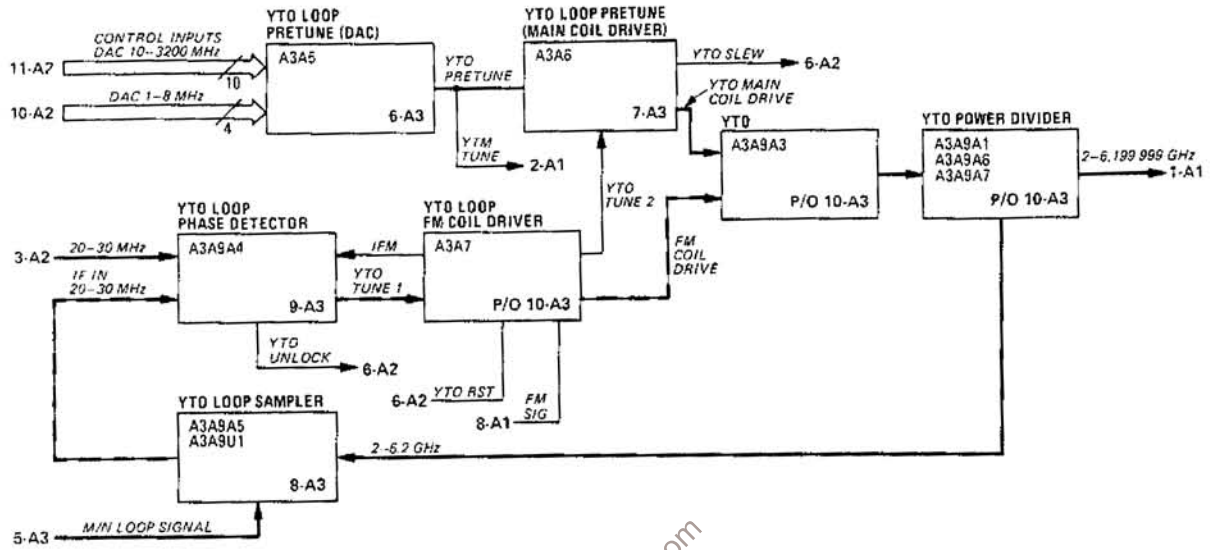 YTO LOOP
PRETUNE (DAC)
YTO LOOP PRETUNE
(MAIN COIL DRIVER)
CONTROL INPUTS
DAC 10–3200 MHz
11-A7
10
A3A5
6-A3
10-A2
DAC 1–8 MHz
4
YTO
PRETUNE
YTM
TUNE
2-A1
A3A6
7-A3
YTO SLEW
6-A2
YTO MAIN
COIL DRIVE
YTO
A3A9A3
P/O 10-A3
YTO POWER DIVIDER
A3A9A1
A3A9A6
A3A9A7
P/O 10-A3
2–6,199 999 GHz
1-A1
YTO LOOP
PHASE DETECTOR
A3A9A4
9-A3
3-A2
20–30 MHz
IF IN
20–30 MHz
IFM
YTO
TUNE 1
YTO LOOP
FM COIL DRIVER
A3A7
P/O 10-A3
YTO
TUNE 2
FM
COIL
DRIVE
YTO
UNLOCK
6-A2
6-A2
YTO RST
8-A1
FM
SIG
YTO LOOP SAMPLER
A3A9A5
A3A9U1
8-A3
2–6.2 GHz
5-A3
M/N LOOP SIGNAL
com